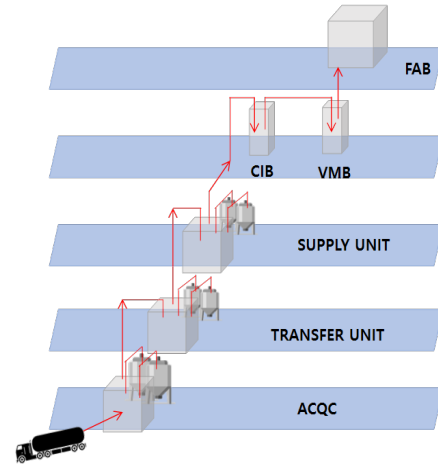 FAB
CIB
VMB
SUPPLY UNIT
TRANSFER UNIT
ACQC